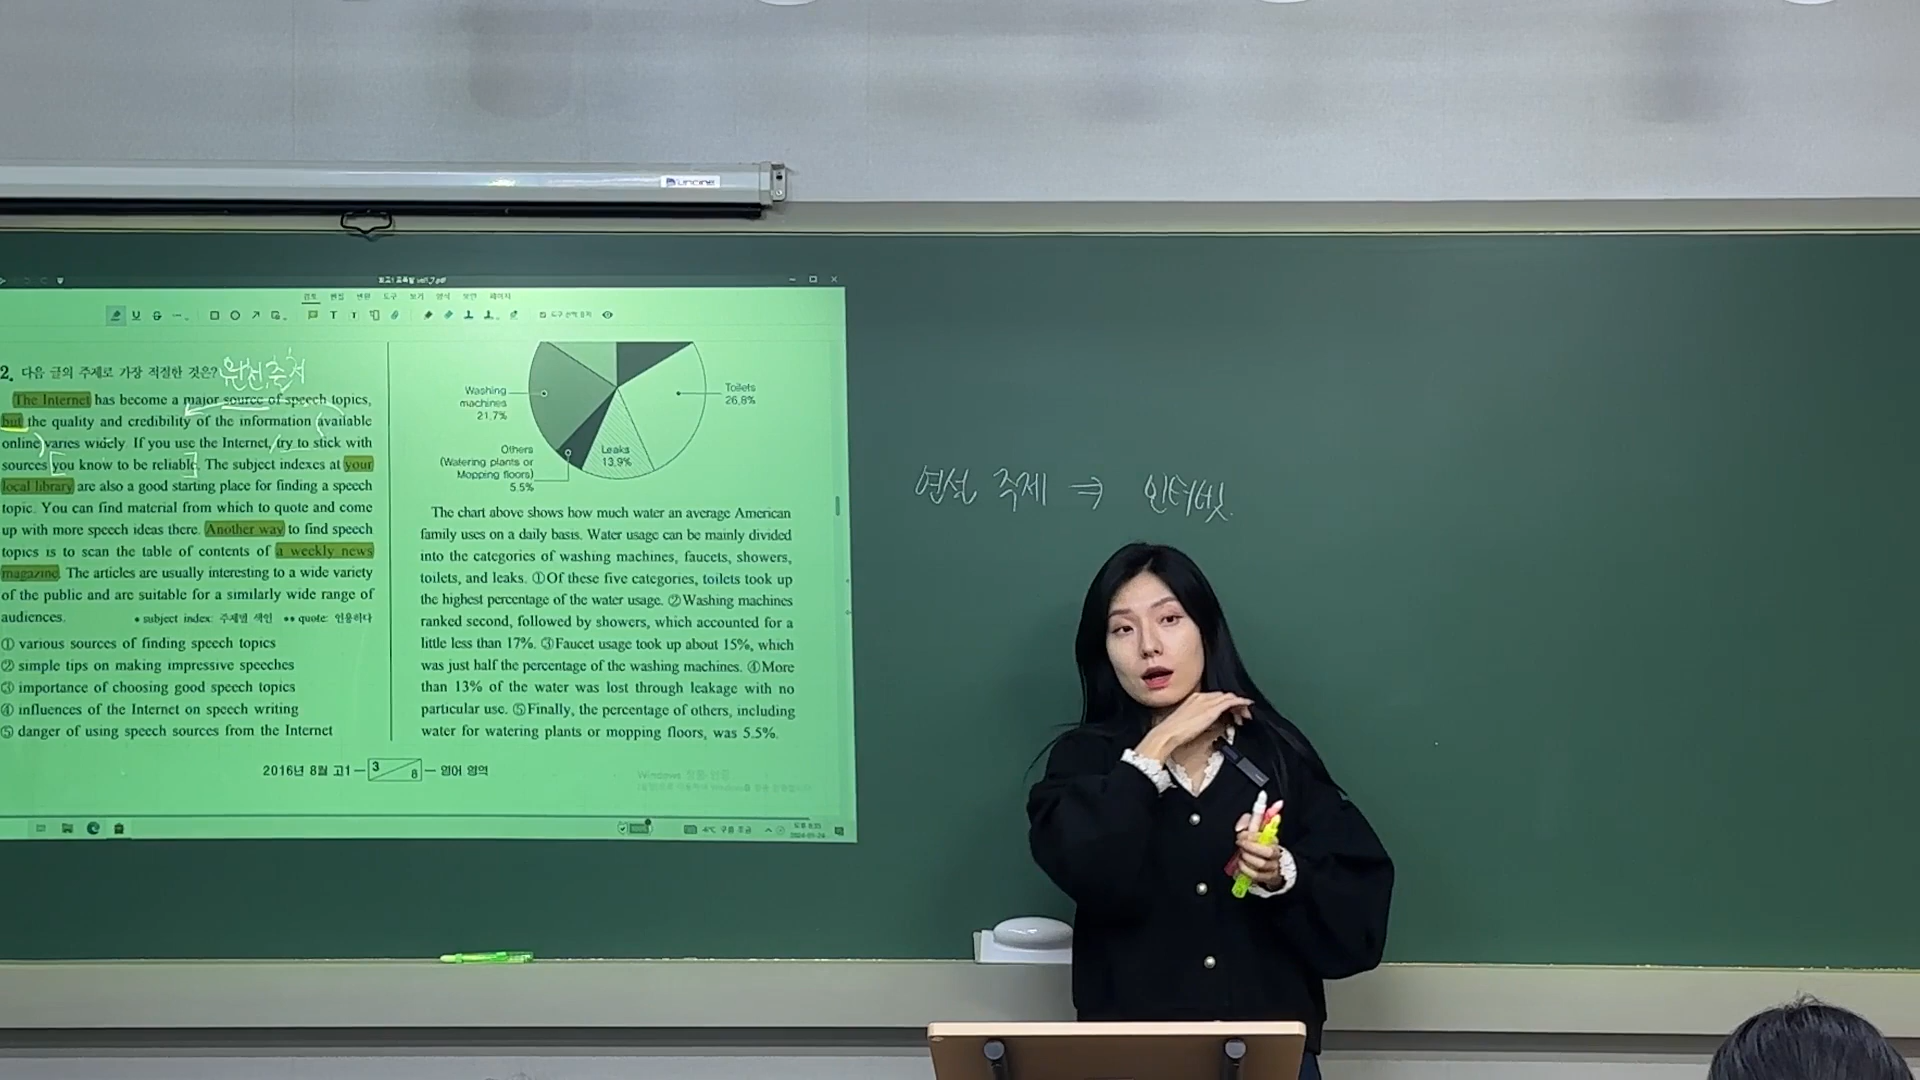 보기
2. 다음 글의 주제로 가장 적절한 것은? 원천, 출처
The Internet has become a major source of speech topics,
but the quality and credibility of the information available
online varies widely. If you use the Internet, try to stick with
sources you know to be reliable. The subject indexes at your
local library are also a good starting place for finding a speech
topic. You can find material from which to quote and come
up with more speech ideas there. Another way to find speech
topics is to scan the table of contents of a weekly news
magazine. The articles are usually interesting to a wide variety
of the public and are suitable for a similarly wide range of
audiences.
• subject index: 주제별 색인 •• quote: 인용하다
① various sources of finding speech topics
② simple tips on making impressive speeches
③ importance of choosing good speech topics
④ influences of the Internet on speech writing
⑤ danger of using speech sources from the Internet
Washing
machines
21.7%
Toilets
26.8%
Others
(Watering plants or
Mopping floors)
5.5%
Leaks
13.9%
The chart above shows how much water an average American
family uses on a daily basis. Water usage can be mainly divided
into the categories of washing machines, faucets, showers,
toilets, and leaks. ①Of these five categories, toilets took up
the highest percentage of the water usage. ②Washing machines
ranked second, followed by showers, which accounted for a
little less than 17%. ③Faucet usage took up about 15%, which
was just half the percentage of the washing machines. ④More
than 13% of the water was lost through leakage with no
particular use. ⑤Finally, the percentage of others, including
water for watering plants or mopping floors, was 5.5%.
2016년 8월 고1 — 3 8 — 영어 영역
연설 주제 ⇒ 인터넷.